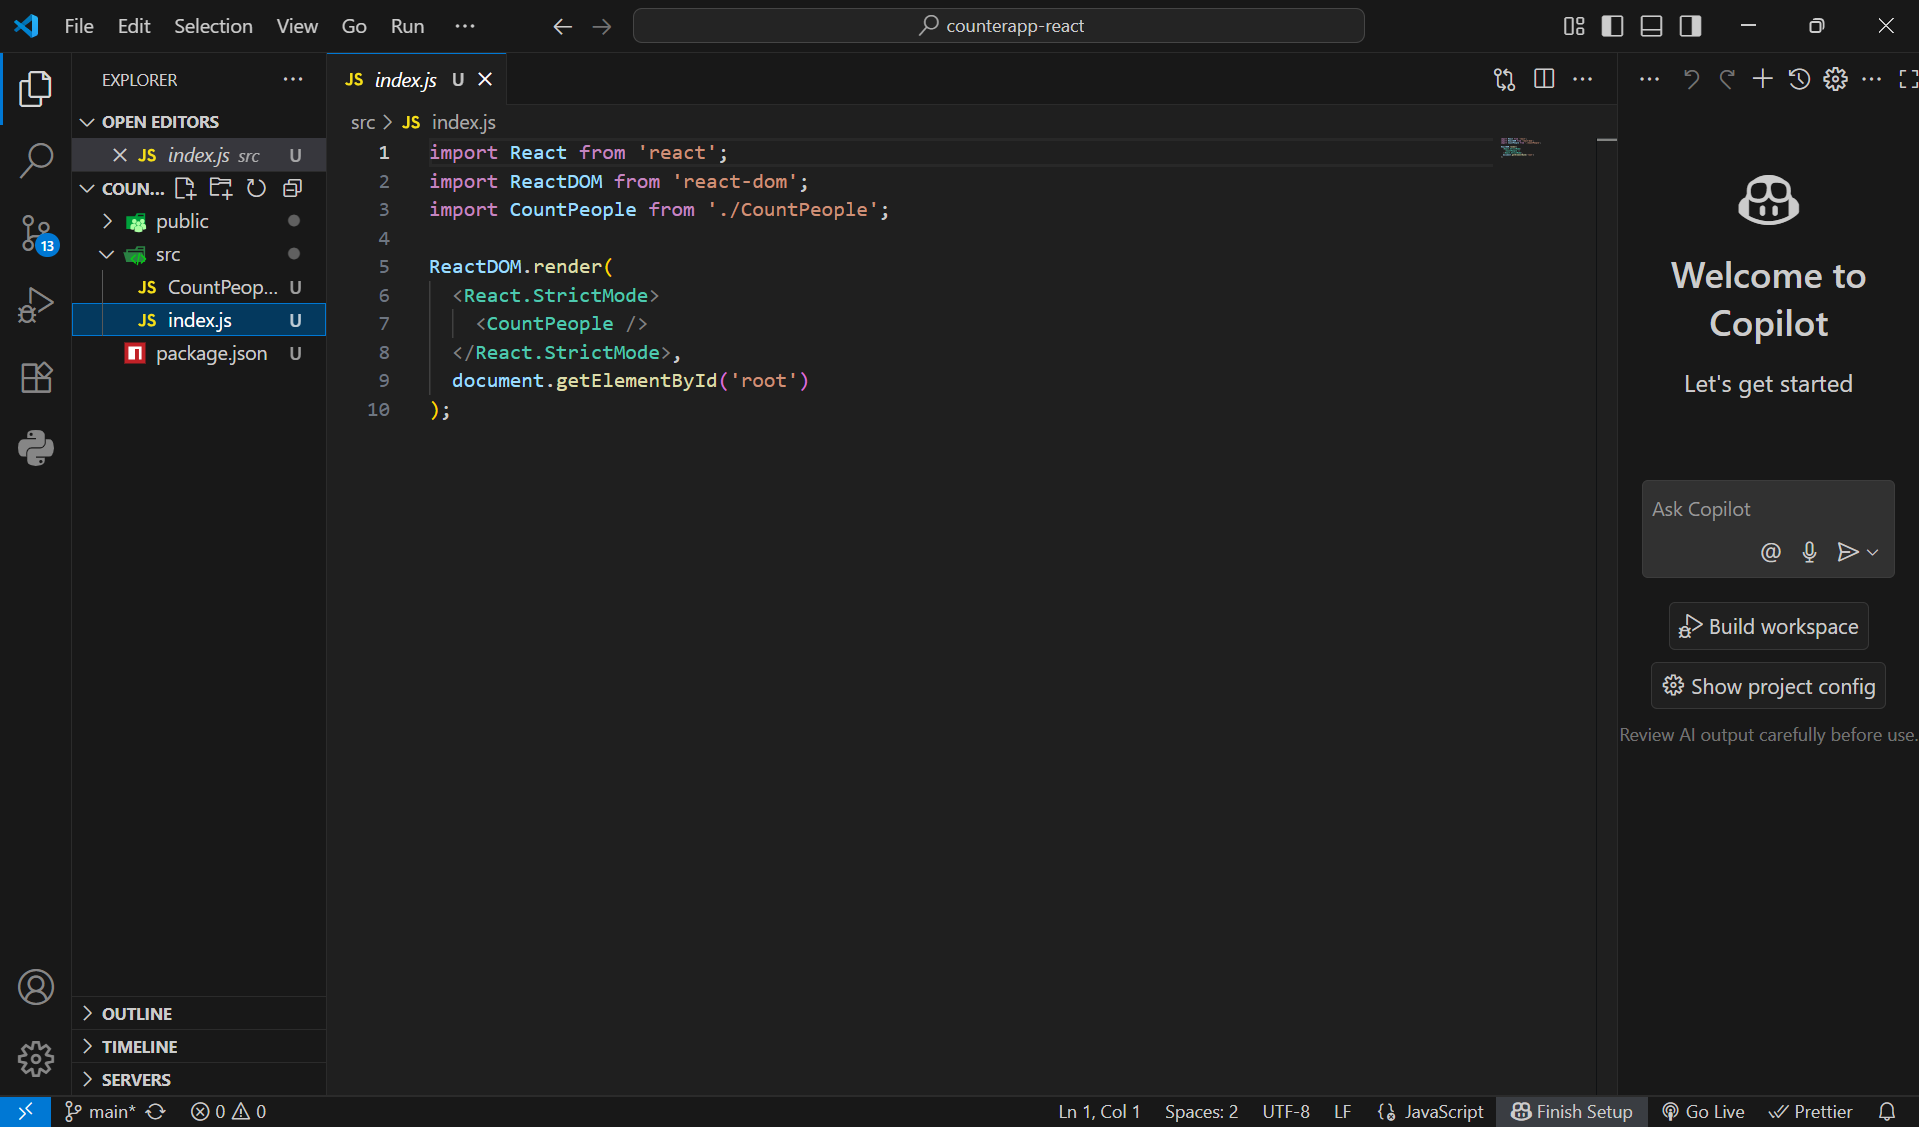 File Edit Selection View Go Run ···
counterapp-react
EXPLORER ···
OPEN EDITORS
JS index.js src U
COUN...
public
src
JS CountPeop... U
JS index.js U
package.json U
OUTLINE
TIMELINE
SERVERS
13
JS index.js U
src > JS index.js
1 import React from 'react';
2 import ReactDOM from 'react-dom';
3 import CountPeople from './CountPeople';
4
5 ReactDOM.render(
6 <React.StrictMode>
7 <CountPeople />
8 </React.StrictMode>,
9 document.getElementById('root')
10 );
Welcome to
Copilot
Let's get started
Ask Copilot
@
Build workspace
Show project config
Review AI output carefully before use.
main* 0 0 Ln 1, Col 1 Spaces: 2 UTF-8 LF JavaScript Finish Setup Go Live Prettier